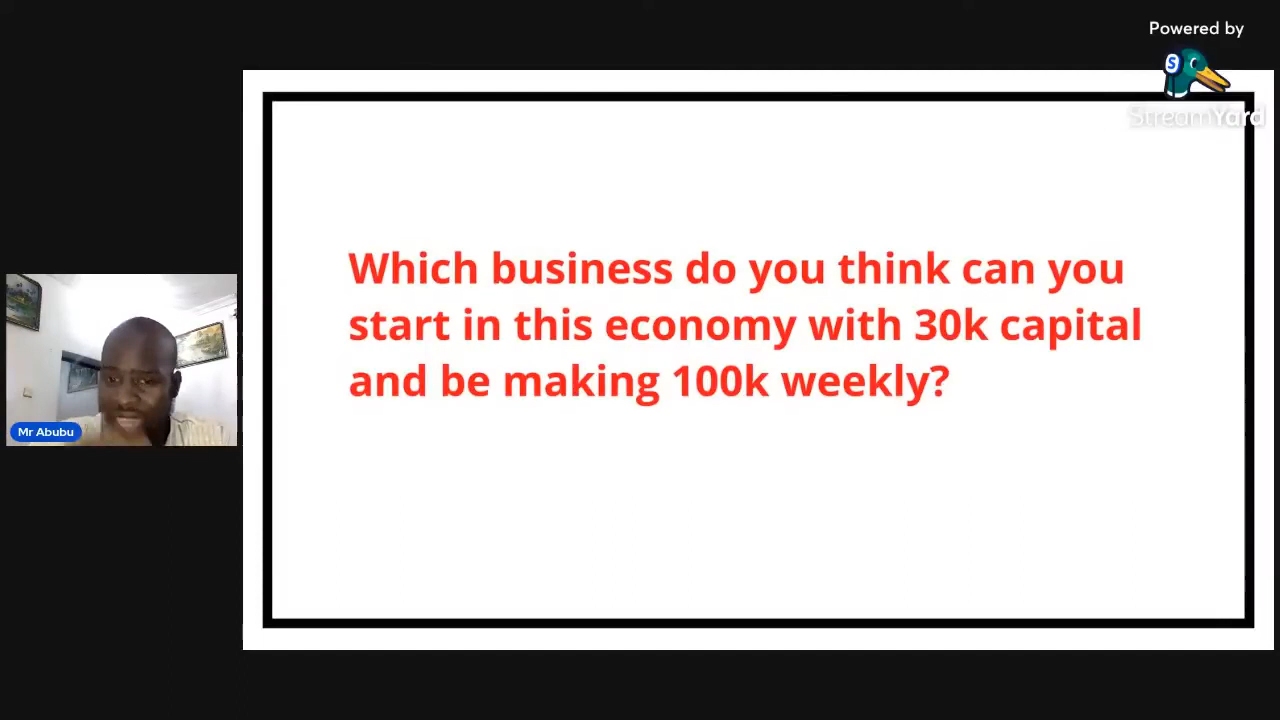 Powered by
S
StreamYard
Which business do you think can you
start in this economy with 30k capital
and be making 100k weekly?
Mr Abubu